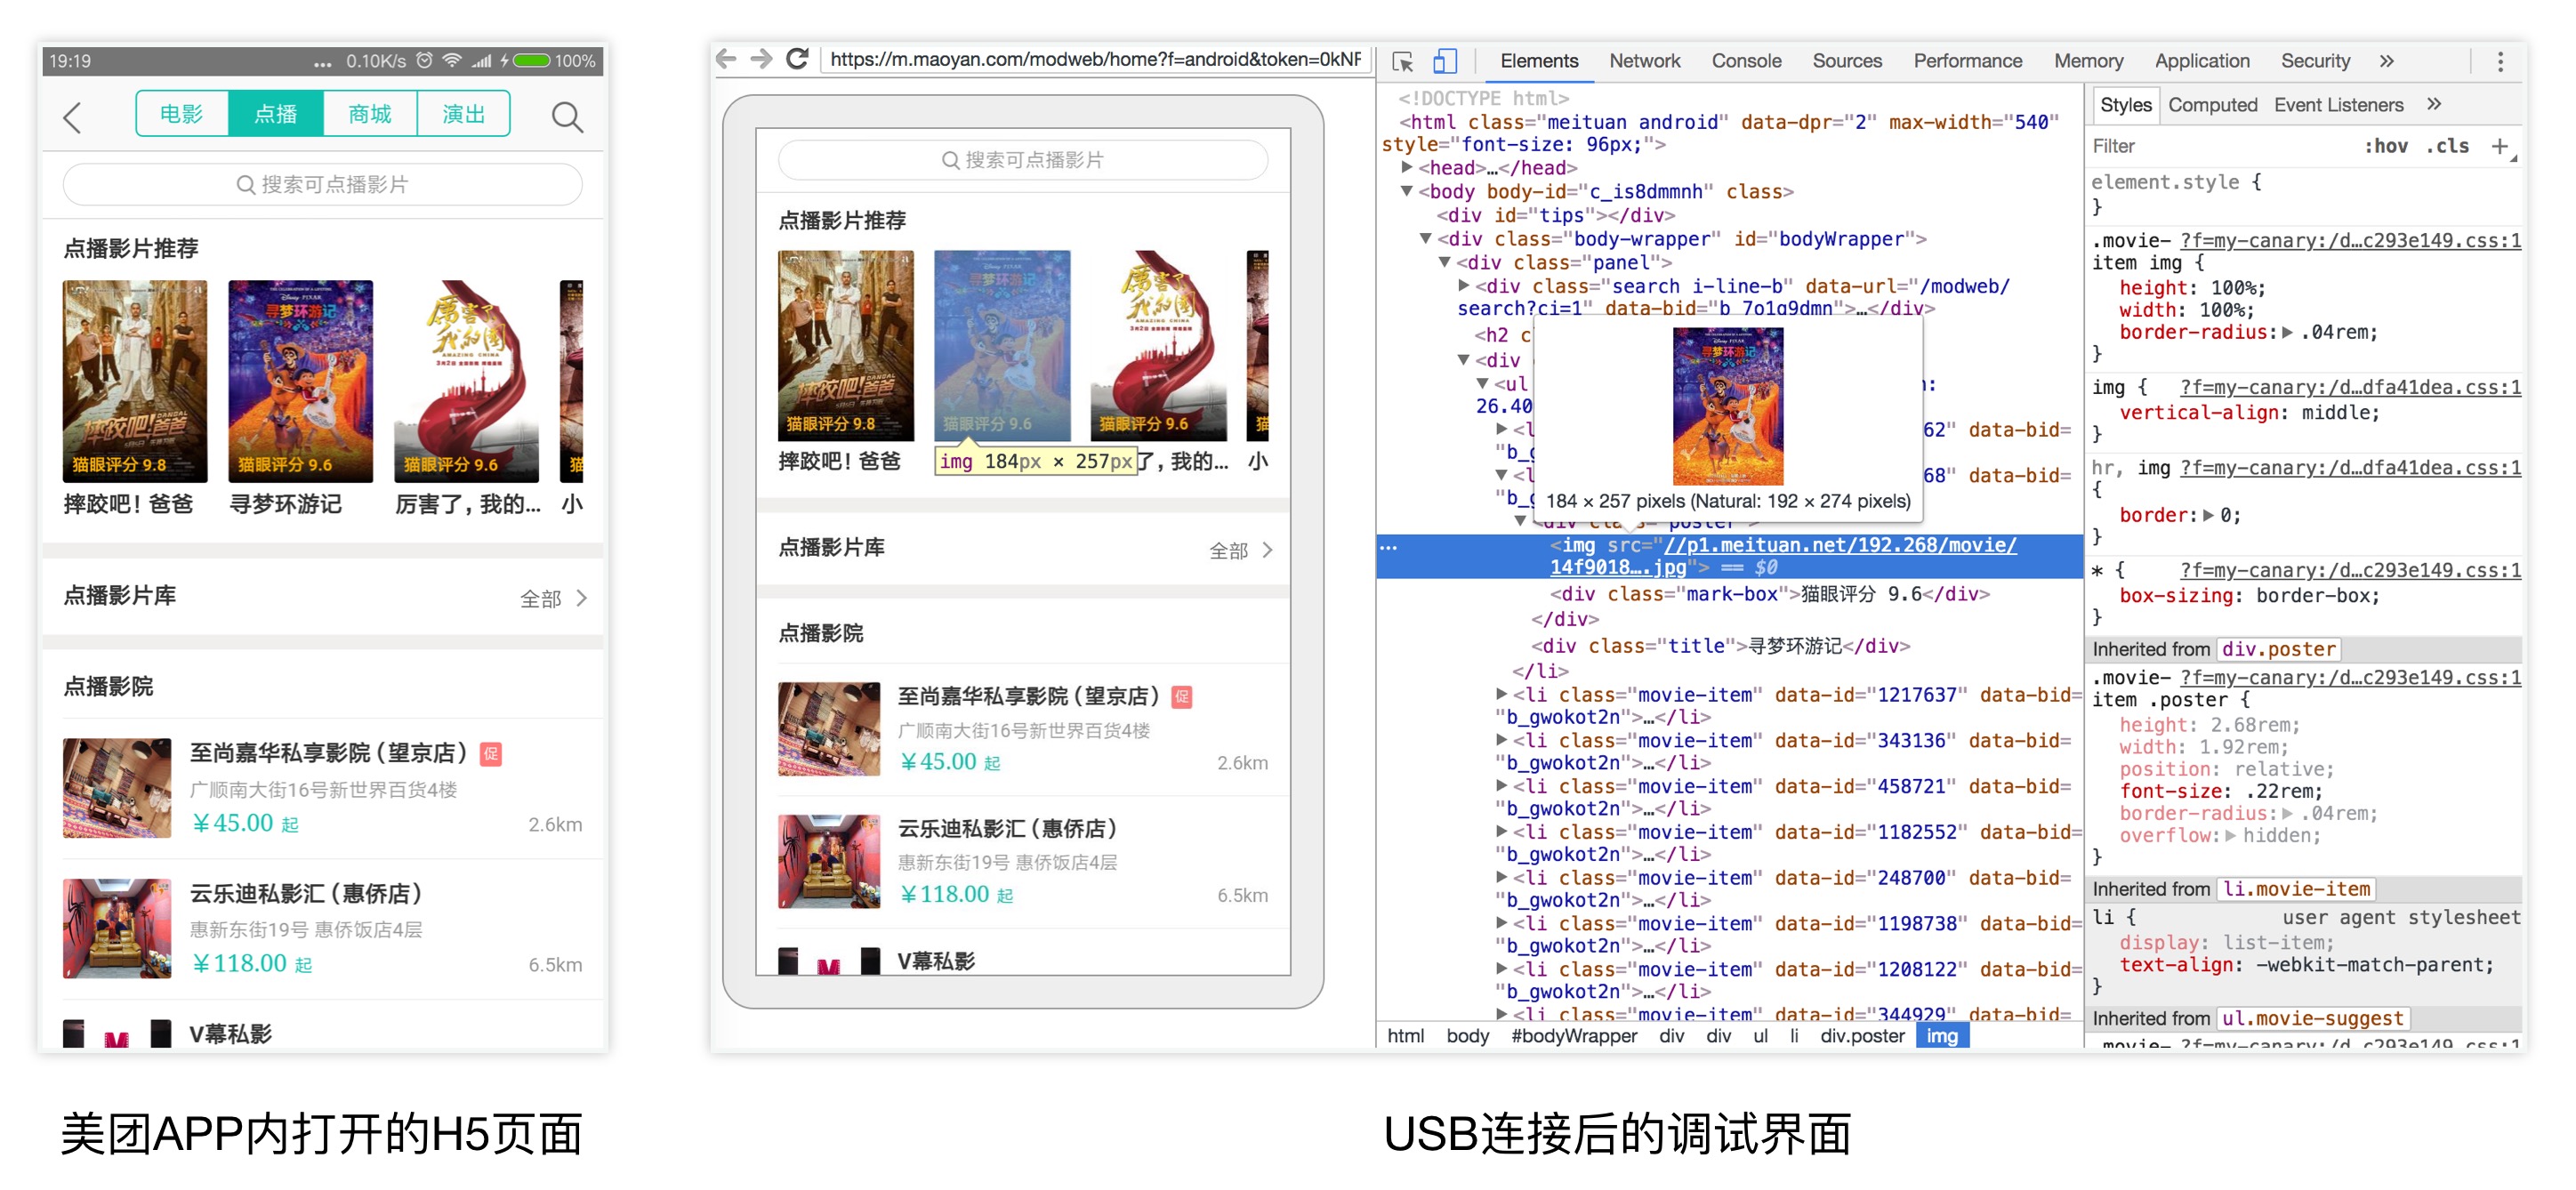 19:19 ... 0.10K/s 100%
电影 点播 商城 演出
搜索可点播影片
点播影片推荐
猫眼评分 9.8 猫眼评分 9.6 猫眼评分 9.6 猫
摔跤吧！爸爸 寻梦环游记 厉害了，我的... 小
点播影片库 全部
点播影院
至尚嘉华私享影院（望京店） 促
广顺南大街16号新世界百货4楼
￥45.00 起 2.6km
云乐迪私影汇（惠侨店）
惠新东街19号 惠侨饭店4层
￥118.00 起 6.5km
V幕私影
美团APP内打开的H5页面
https://m.maoyan.com/modweb/home?f=android&token=0kNF
搜索可点播影片
点播影片推荐
猫眼评分 9.8 猫眼评分 9.6 猫眼评分 9.6 猫
摔跤吧！爸爸 img 184px × 257px 了，我的... 小
点播影片库 全部
点播影院
至尚嘉华私享影院（望京店） 促
广顺南大街16号新世界百货4楼
￥45.00 起 2.6km
云乐迪私影汇（惠侨店）
惠新东街19号 惠侨饭店4层
￥118.00 起 6.5km
V幕私影
Elements Network Console Sources Performance Memory Application Security »
<!DOCTYPE html>
<html class="meituan android" data-dpr="2" max-width="540"
style="font-size: 96px;">
<head>…</head>
<body body-id="c_is8dmmnh" class>
<div id="tips"></div>
<div class="body-wrapper" id="bodyWrapper">
<div class="panel">
<div class="search i-line-b" data-url="/modweb/
search?ci=1" data-bid="b_7o1g9dmn">…</div>
<h2 c
<div
<ul :
26.40
<l 62" data-bid=
"b_g
<l 68" data-bid=
"b_g
184 × 257 pixels (Natural: 192 × 274 pixels)
<div class="poster">
<img src="//p1.meituan.net/192.268/movie/
14f9018….jpg"> == $0
<div class="mark-box">猫眼评分 9.6</div>
</div>
<div class="title">寻梦环游记</div>
</li>
<li class="movie-item" data-id="1217637" data-bid=
"b_gwokot2n">…</li>
<li class="movie-item" data-id="343136" data-bid=
"b_gwokot2n">…</li>
<li class="movie-item" data-id="458721" data-bid=
"b_gwokot2n">…</li>
<li class="movie-item" data-id="1182552" data-bid=
"b_gwokot2n">…</li>
<li class="movie-item" data-id="248700" data-bid=
"b_gwokot2n">…</li>
<li class="movie-item" data-id="1198738" data-bid=
"b_gwokot2n">…</li>
<li class="movie-item" data-id="1208122" data-bid=
"b_gwokot2n">…</li>
<li class="movie-item" data-id="344929" data-bid=
html body #bodyWrapper div div ul li div.poster img
Styles Computed Event Listeners »
Filter :hov .cls +
element.style {
}
.movie- ?f=my-canary:/d…c293e149.css:1
item img {
height: 100%;
width: 100%;
border-radius: .04rem;
}
img { ?f=my-canary:/d…dfa41dea.css:1
vertical-align: middle;
}
hr, img ?f=my-canary:/d…dfa41dea.css:1
{
border: 0;
}
* { ?f=my-canary:/d…c293e149.css:1
box-sizing: border-box;
}
Inherited from div.poster
.movie- ?f=my-canary:/d…c293e149.css:1
item .poster {
height: 2.68rem;
width: 1.92rem;
position: relative;
font-size: .22rem;
border-radius: .04rem;
overflow: hidden;
}
Inherited from li.movie-item
li { user agent stylesheet
display: list-item;
text-align: -webkit-match-parent;
}
Inherited from ul.movie-suggest
.movie- ?f=my-canary:/d…c293e149.css:1
USB连接后的调试界面